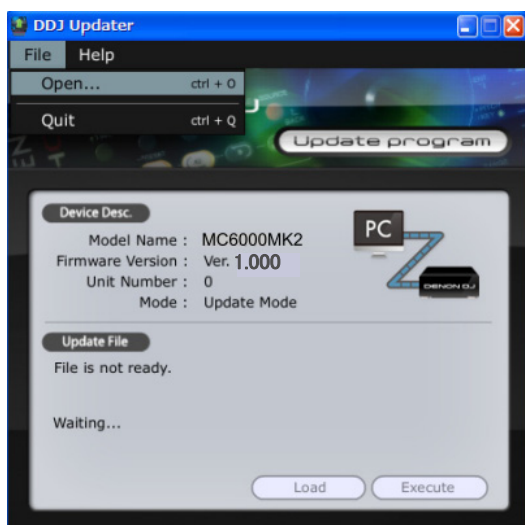 DDJ Updater
File Help
Open... ctrl + O
Quit ctrl + Q
Update program
Device Desc.
Model Name : MC6000MK2
Firmware Version : Ver. 1.000
Unit Number : 0
Mode : Update Mode
PC
DENON DJ
Update File
File is not ready.
Waiting...
Load Execute